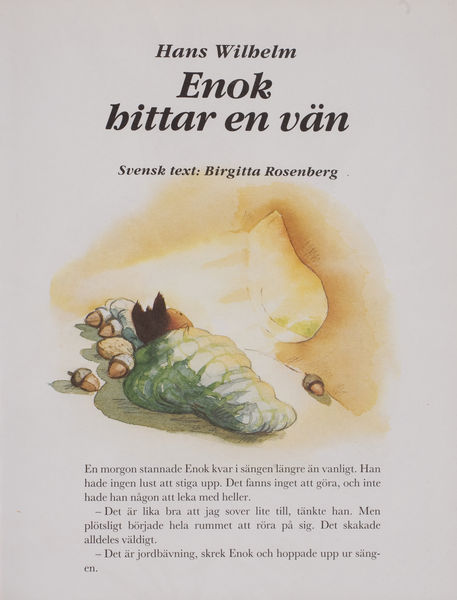 Hans Wilhelm
Enok
hittar en vän
Svensk text: Birgitta Rosenberg
En morgon stannade Enok kvar i sängen längre än vanligt. Han
hade ingen lust att stiga upp. Det fanns inget att göra, och inte
hade han någon att leka med heller.
– Det är lika bra att jag sover lite till, tänkte han. Men
plötsligt började hela rummet att röra på sig. Det skakade
alldeles väldigt.
– Det är jordbävning, skrek Enok och hoppade upp ur säng-
en.